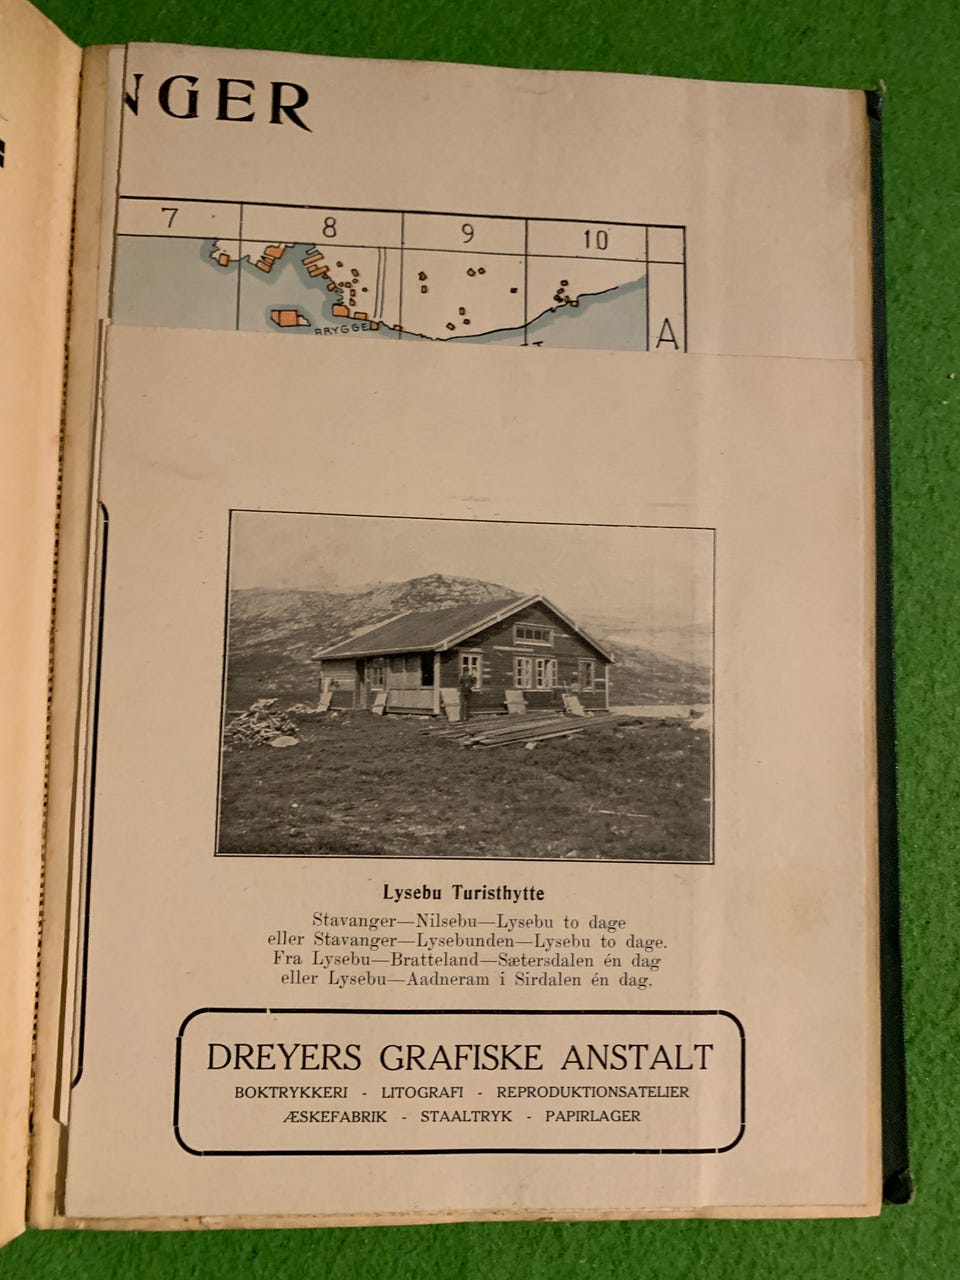 NGER
7 8 9 10
BRYGGE
A
Lysebu Turisthytte
Stavanger—Nilsebu—Lysebu to dage
eller Stavanger—Lysebunden—Lysebu to dage.
Fra Lysebu—Bratteland—Sætersdalen én dag
eller Lysebu—Aadneram i Sirdalen én dag.
DREYERS GRAFISKE ANSTALT
BOKTRYKKERI - LITOGRAFI - REPRODUKTIONSATELIER
ÆSKEFABRIK - STAALTRYK - PAPIRLAGER